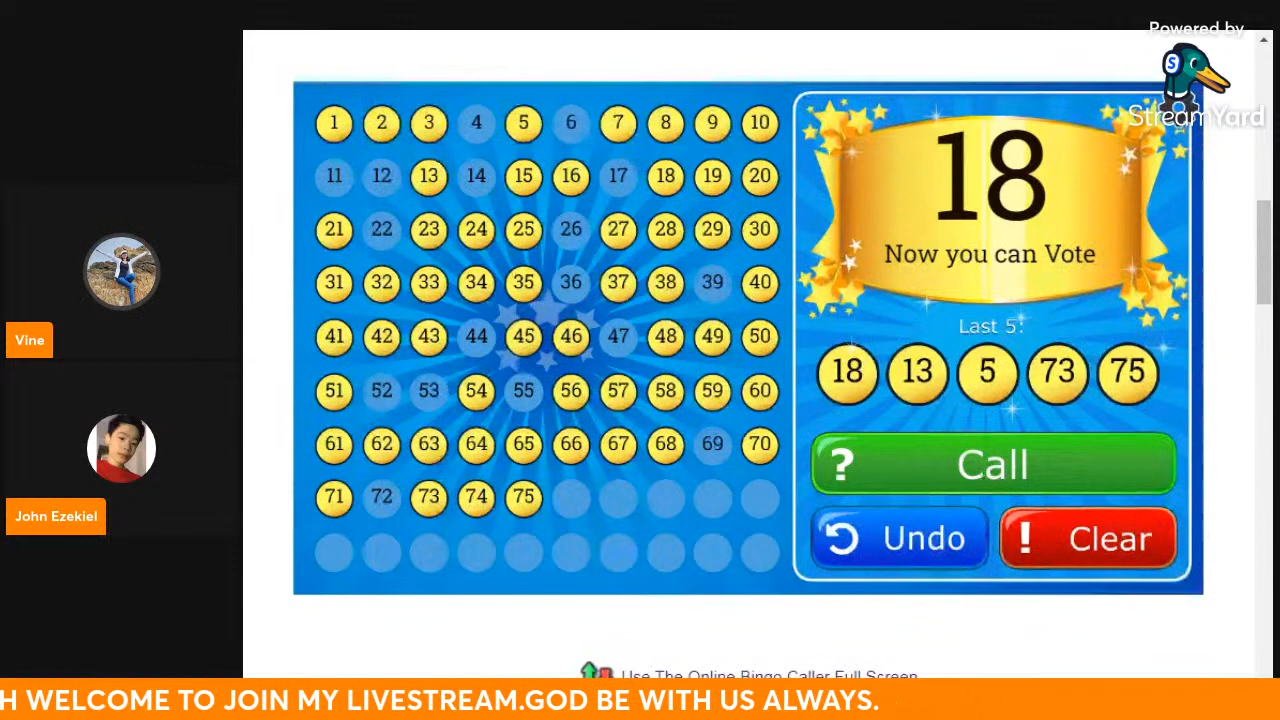 Powered by
StreamYard
1 2 3 4 5 6 7 8 9 10
11 12 13 14 15 16 17 18 19 20
21 22 23 24 25 26 27 28 29 30
31 32 33 34 35 36 37 38 39 40
41 42 43 44 45 46 47 48 49 50
51 52 53 54 55 56 57 58 59 60
61 62 63 64 65 66 67 68 69 70
71 72 73 74 75
18
Now you can Vote
Last 5:
18 13 5 73 75
? Call
Undo
! Clear
Vine
John Ezekiel
Use The Online Bingo Caller Full Screen
H WELCOME TO JOIN MY LIVESTREAM.GOD BE WITH US ALWAYS.